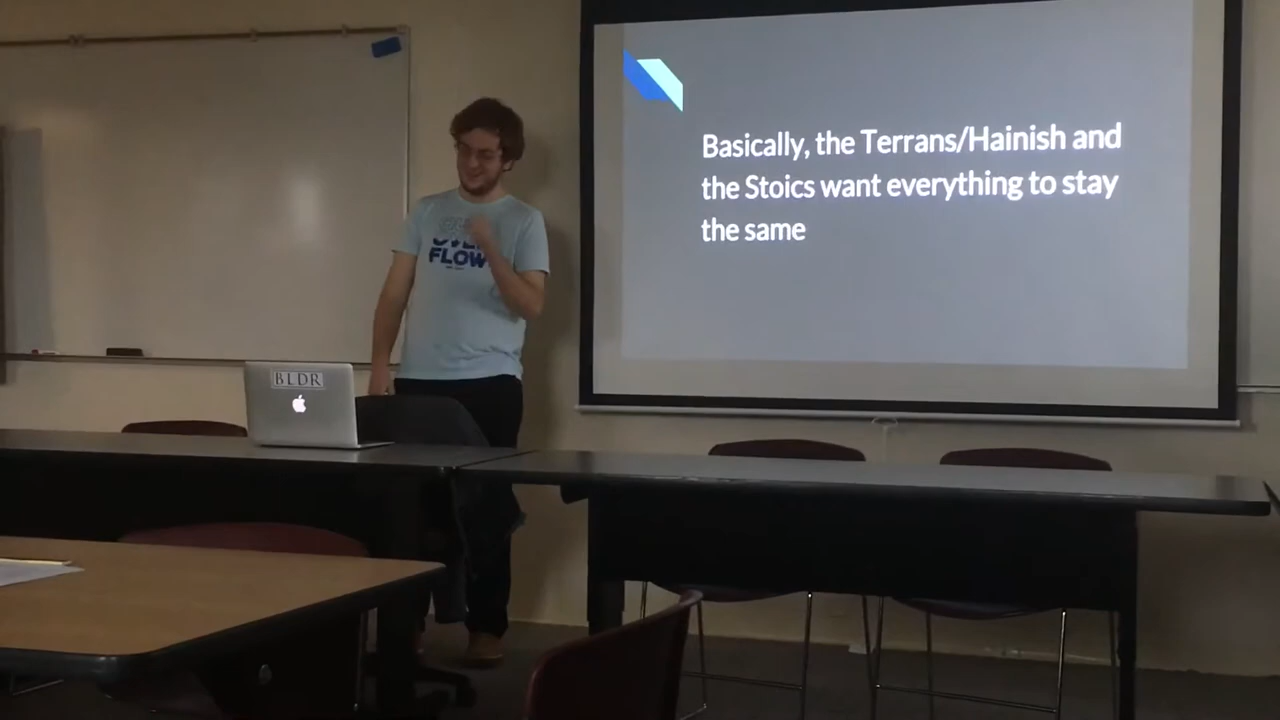 Basically, the Terrans/Hainish and
the Stoics want everything to stay
the same
FLOW
BLDR